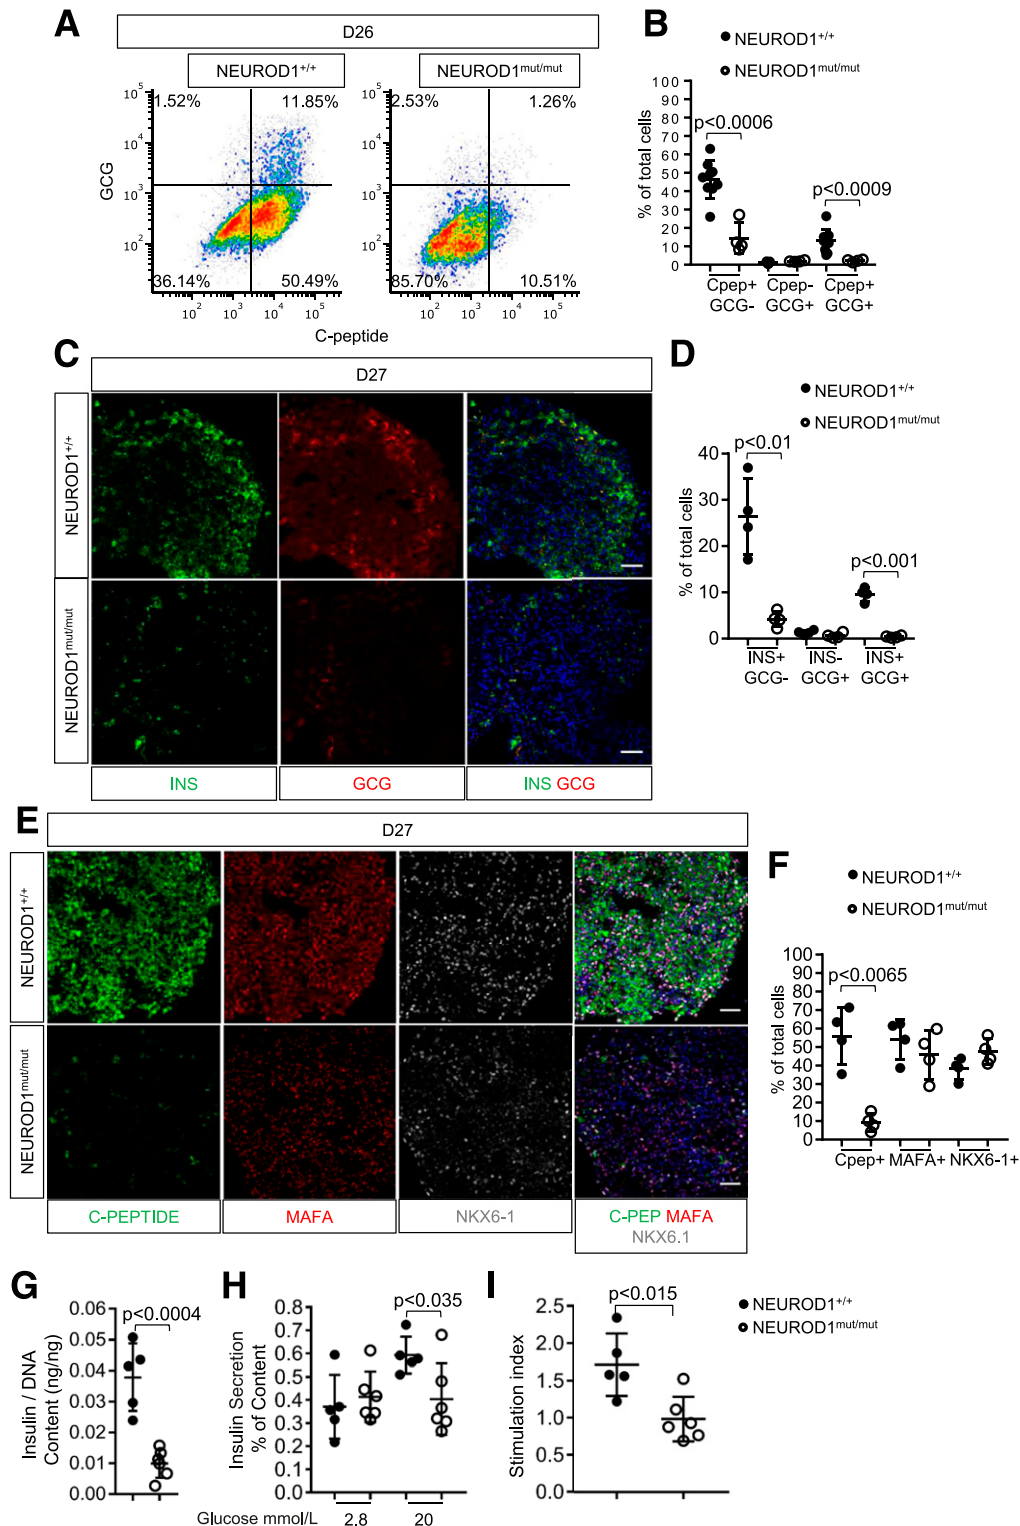 A
D26
NEUROD1+/+
NEUROD1mut/mut
1.52%
11.85%
2.53%
1.26%
36.14%
50.49%
85.70%
10.51%
GCG
10^5
10^4
10^3
10^2
10^2 10^3 10^4 10^5
10^5
10^4
10^3
10^2
10^2 10^3 10^4 10^5
C-peptide
B
NEUROD1+/+
NEUROD1mut/mut
% of total cells
100
90
80
70
60
50
40
30
20
10
0
p<0.0006
p<0.0009
Cpep+ Cpep- Cpep+
GCG- GCG+ GCG+
C
D27
NEUROD1+/+
NEUROD1mut/mut
INS
GCG
INS GCG
D
NEUROD1+/+
NEUROD1mut/mut
% of total cells
40
30
20
10
0
p<0.01
p<0.001
INS+ INS- INS+
GCG- GCG+ GCG+
E
D27
NEUROD1+/+
NEUROD1mut/mut
C-PEPTIDE
MAFA
NKX6-1
C-PEP MAFA
NKX6.1
F
NEUROD1+/+
NEUROD1mut/mut
% of total cells
100
90
80
70
60
50
40
30
20
10
0
p<0.0065
Cpep+ MAFA+ NKX6-1+
G
Insulin / DNA
Content (ng/ng)
0.06
0.05
0.04
0.03
0.02
0.01
0.00
p<0.0004
H
Insulin Secretion
% of Content
0.8
0.7
0.6
0.5
0.4
0.3
0.2
0.1
0.0
p<0.035
Glucose mmol/L 2.8 20
I
Stimulation index
2.5
2.0
1.5
1.0
0.5
0.0
p<0.015
NEUROD1+/+
NEUROD1mut/mut